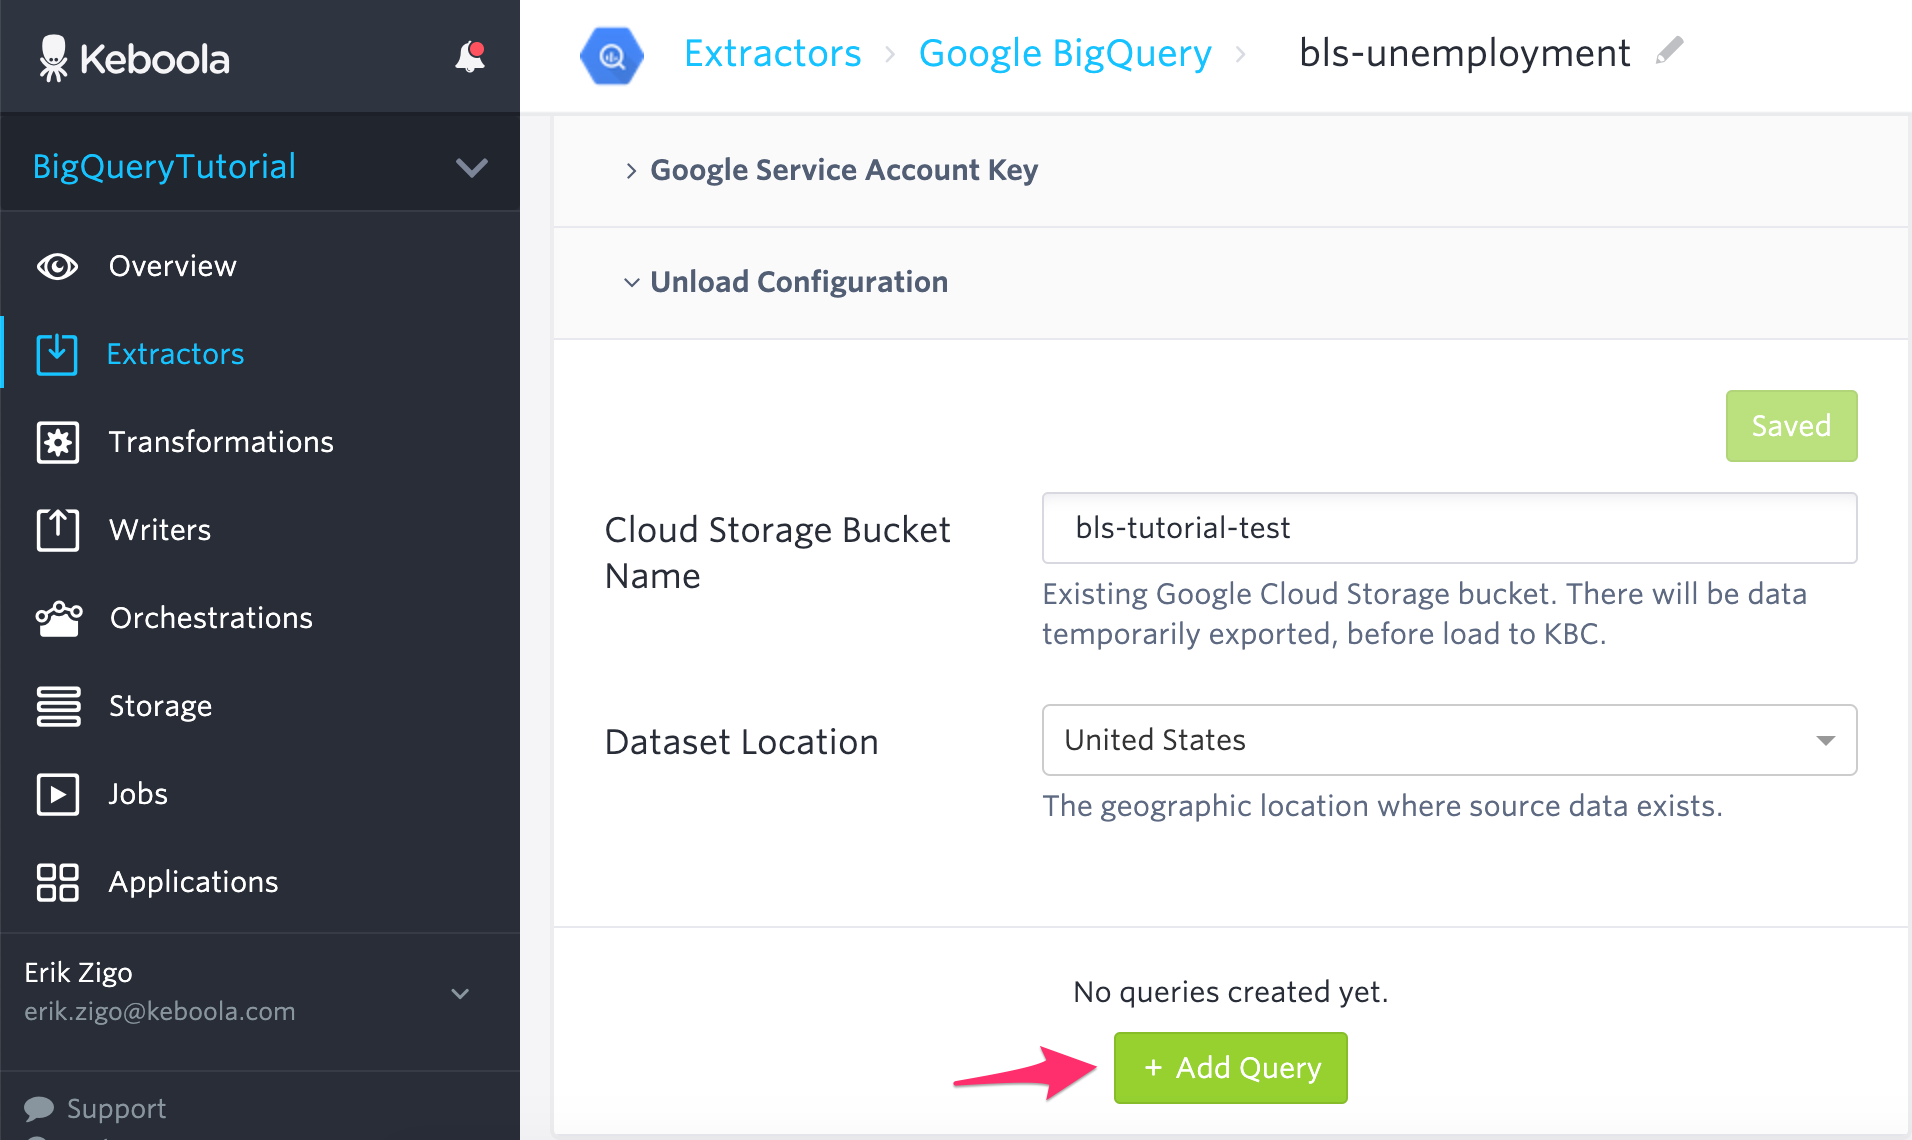 Keboola
BigQueryTutorial
Overview
Extractors
Transformations
Writers
Orchestrations
Storage
Jobs
Applications
Erik Zigo
erik.zigo@keboola.com
Support
Extractors > Google BigQuery > bls-unemployment
Google Service Account Key
Unload Configuration
Saved
Cloud Storage Bucket
Name
bls-tutorial-test
Existing Google Cloud Storage bucket. There will be data
temporarily exported, before load to KBC.
Dataset Location
United States
The geographic location where source data exists.
No queries created yet.
+ Add Query